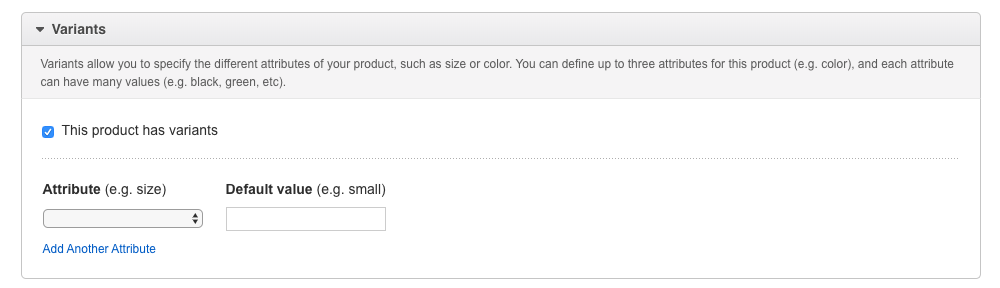 Variants
Variants allow you to specify the different attributes of your product, such as size or color. You can define up to three attributes for this product (e.g. color), and each attribute
can have many values (e.g. black, green, etc).
This product has variants
Attribute (e.g. size) Default value (e.g. small)
Add Another Attribute